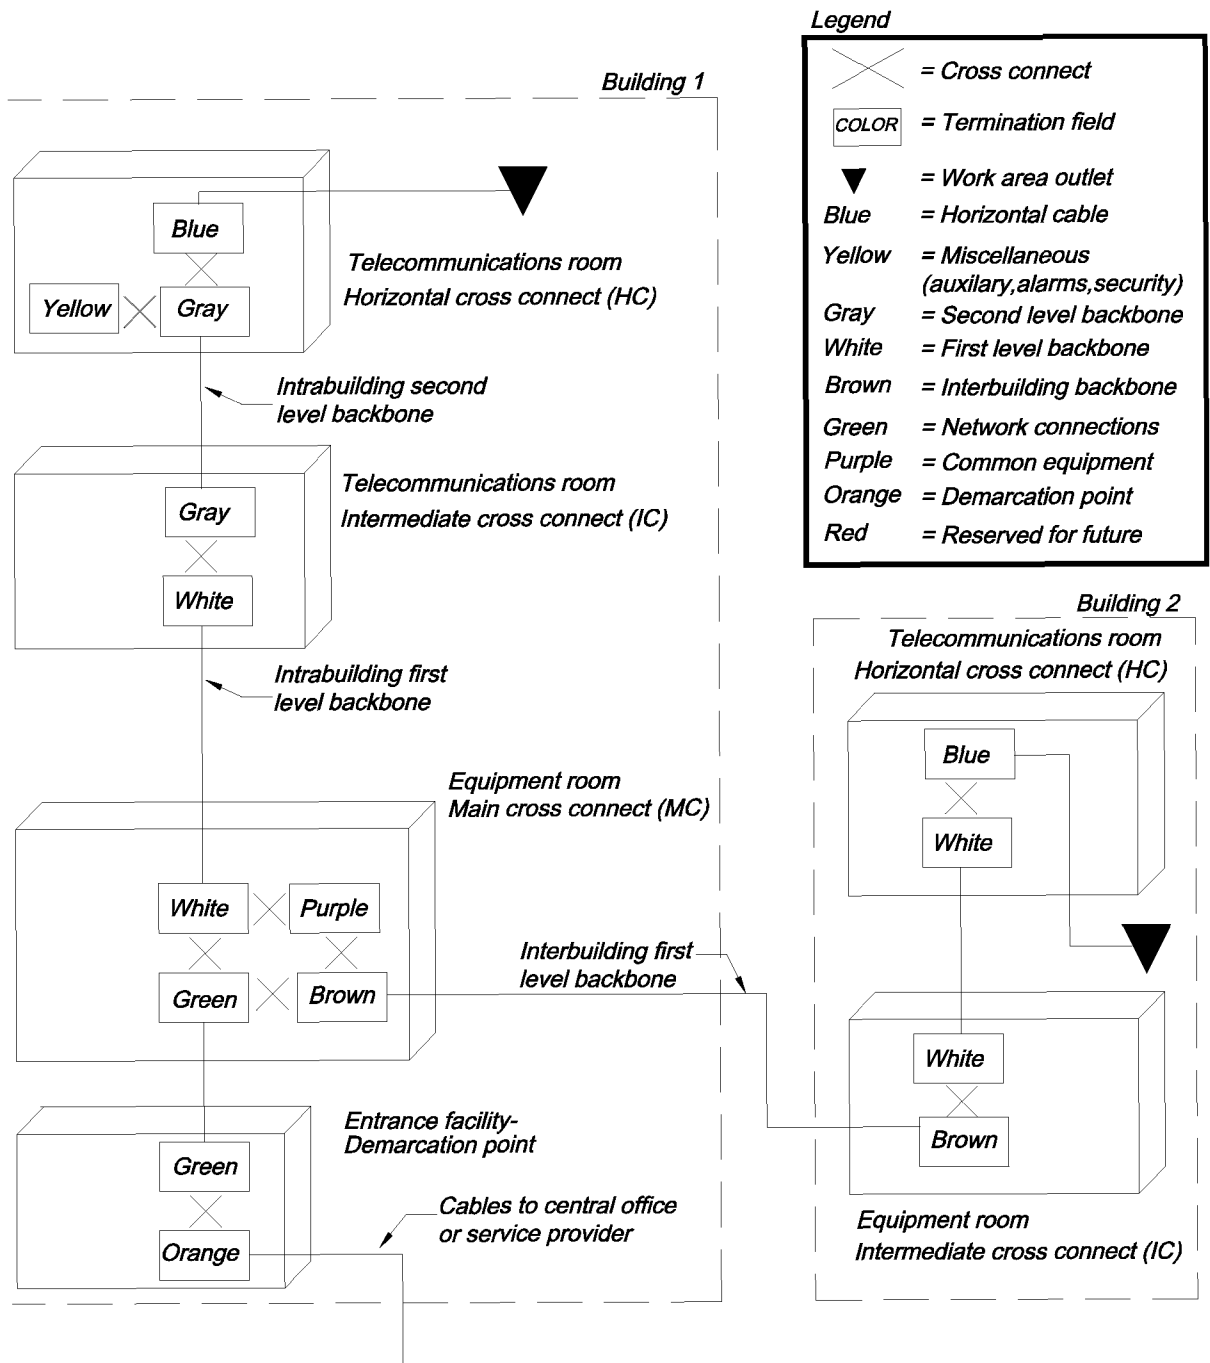 Legend
= Cross connect
COLOR = Termination field
= Work area outlet
Blue = Horizontal cable
Yellow = Miscellaneous
(auxilary,alarms,security)
Gray = Second level backbone
White = First level backbone
Brown = Interbuilding backbone
Green = Network connections
Purple = Common equipment
Orange = Demarcation point
Red = Reserved for future
Building 1
Blue
Telecommunications room
Horizontal cross connect (HC)
Yellow
Gray
Intrabuilding second
level backbone
Gray
Telecommunications room
Intermediate cross connect (IC)
White
Intrabuilding first
level backbone
Equipment room
Main cross connect (MC)
White
Purple
Green
Brown
Interbuilding first
level backbone
Entrance facility-
Demarcation point
Green
Orange
Cables to central office
or service provider
Building 2
Telecommunications room
Horizontal cross connect (HC)
Blue
White
White
Brown
Equipment room
Intermediate cross connect (IC)